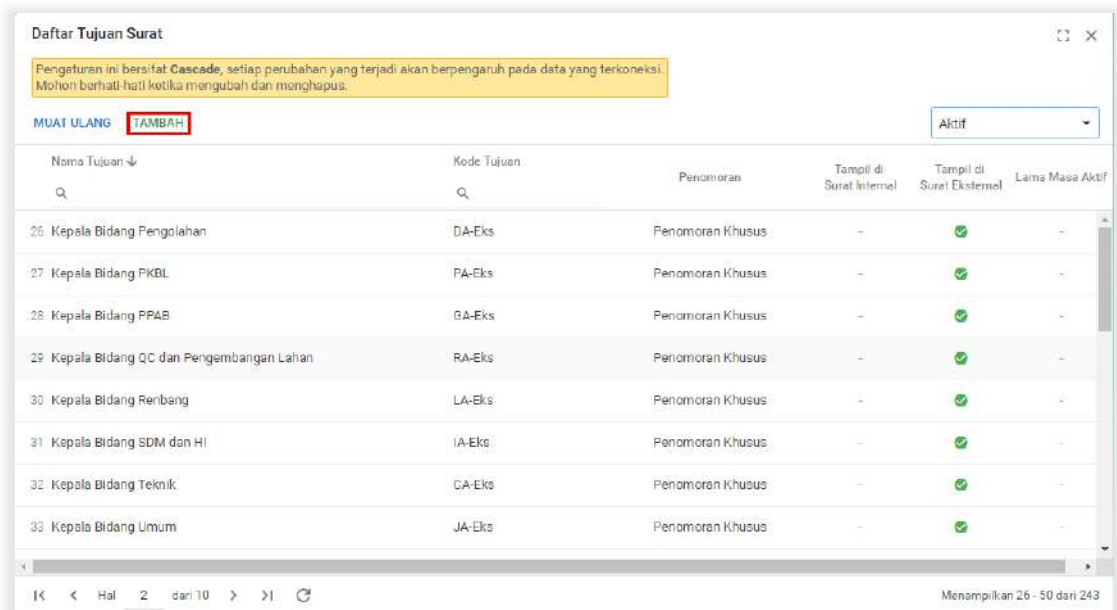 Daftar Tujuan Surat
Pengaturan ini bersifat Cascade, setiap perubahan yang terjadi akan berpengaruh pada data yang terkoneksi.
Mohon berhati-hati ketika mengubah dan menghapus.
MUAT ULANG TAMBAH Aktif
Nama Tujuan Kode Tujuan Penomoran Tampil di Surat Internal Tampil di Surat Eksternal Lama Masa Aktif
26 Kepala Bidang Pengolahan DA-Eks Penomoran Khusus - -
27 Kepala Bidang PKBL PA-Eks Penomoran Khusus - -
28 Kepala Bidang PPAB GA-Eks Penomoran Khusus - -
29 Kepala Bidang QC dan Pengembangan Lahan RA-Eks Penomoran Khusus - -
30 Kepala Bidang Renbang LA-Eks Penomoran Khusus - -
31 Kepala Bidang SDM dan HI IA-Eks Penomoran Khusus - -
32 Kepala Bidang Teknik CA-Eks Penomoran Khusus - -
33 Kepala Bidang Umum JA-Eks Penomoran Khusus - -
Hal 2 dari 10 Menampilkan 26 - 50 dari 243